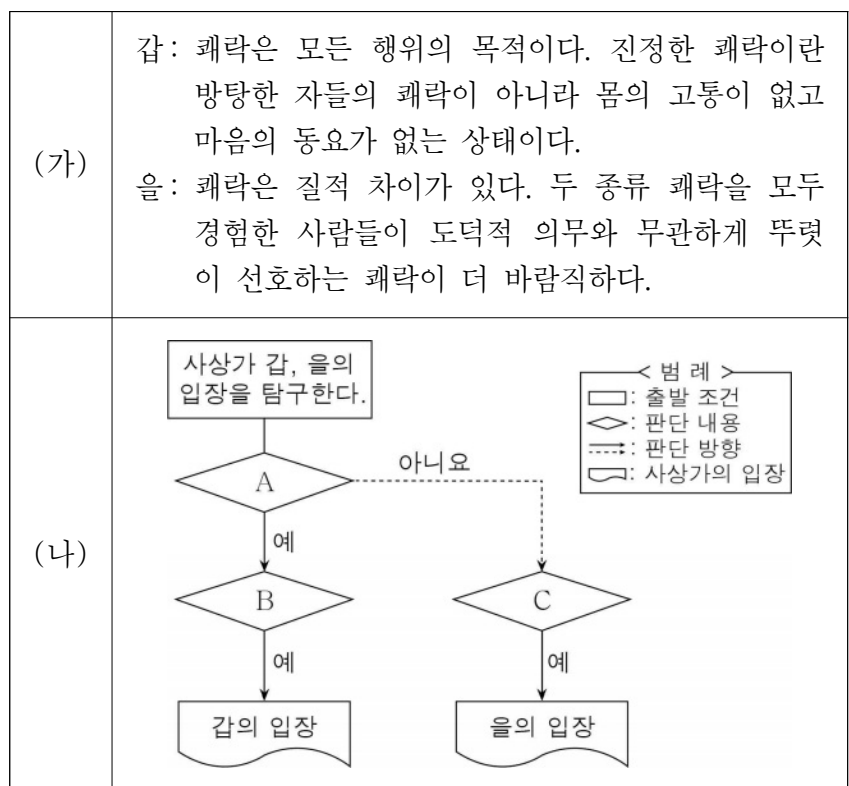 (가)
갑: 쾌락은 모든 행위의 목적이다. 진정한 쾌락이란
방탕한 자들의 쾌락이 아니라 몸의 고통이 없고
마음의 동요가 없는 상태이다.
을: 쾌락은 질적 차이가 있다. 두 종류 쾌락을 모두
경험한 사람들이 도덕적 의무와 무관하게 뚜렷
이 선호하는 쾌락이 더 바람직하다.
(나)
사상가 갑, 을의
입장을 탐구한다.
< 범 례 >
: 출발 조건
: 판단 내용
: 판단 방향
: 사상가의 입장
A
아니요
예
B
C
예
예
갑의 입장
을의 입장